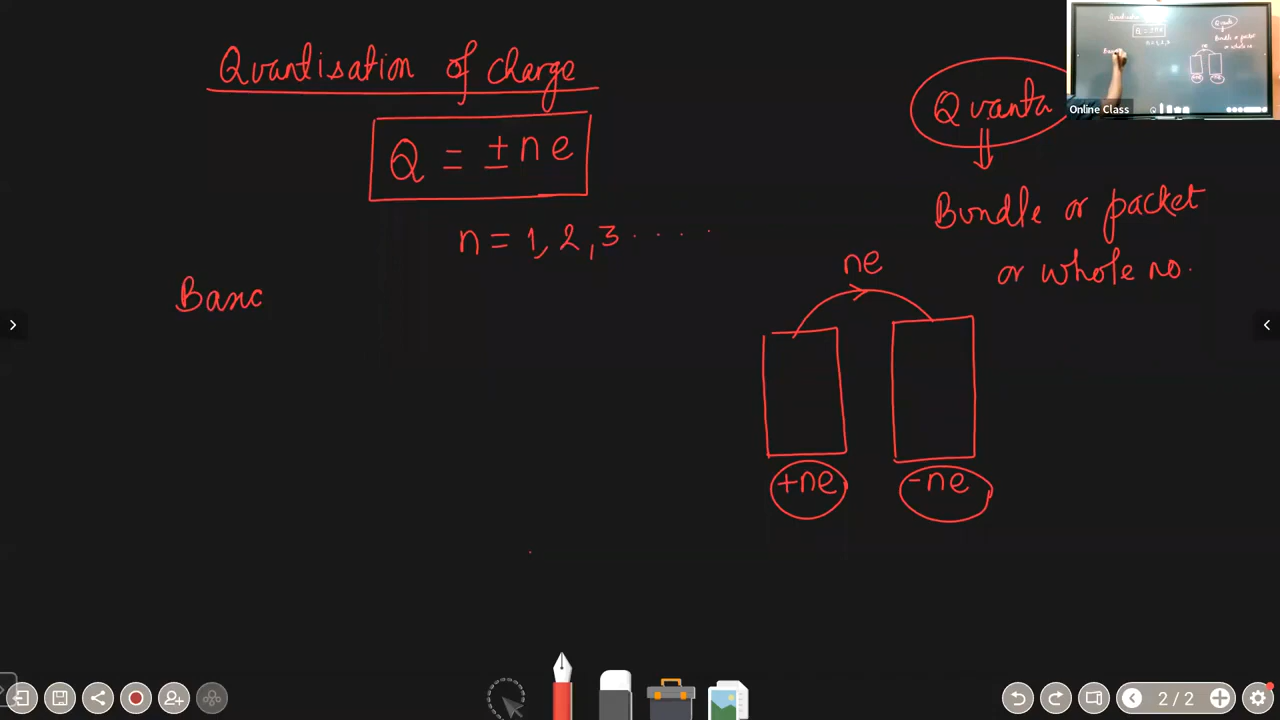 Quantisation of charge
Q = ±ne
n = 1, 2, 3 . . . .
Quanta
Bundle or packet
or whole no.
ne
+ne
-ne
Online Class
2/2